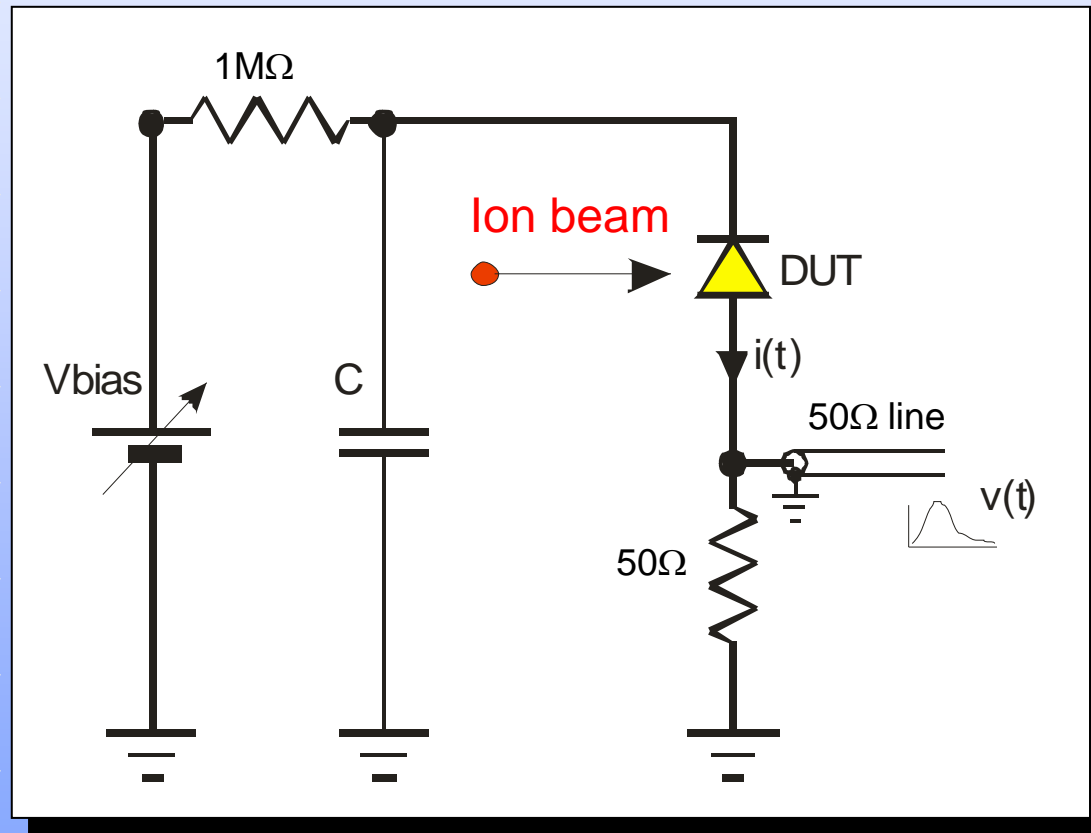 1MΩ
Ion beam
DUT
i(t)
Vbias
C
50Ω line
v(t)
50Ω